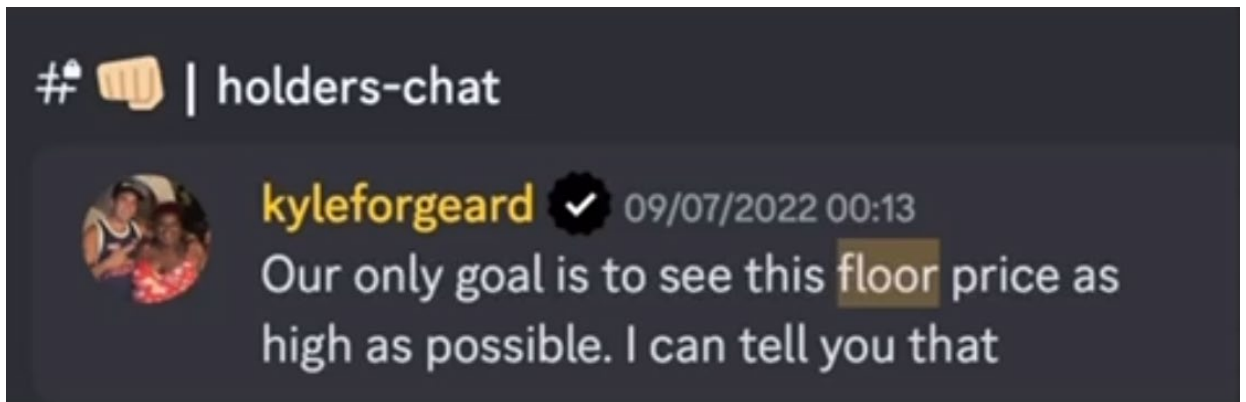 # 👊🏻 | holders-chat
kyleforgeard 09/07/2022 00:13
Our only goal is to see this floor price as
high as possible. I can tell you that